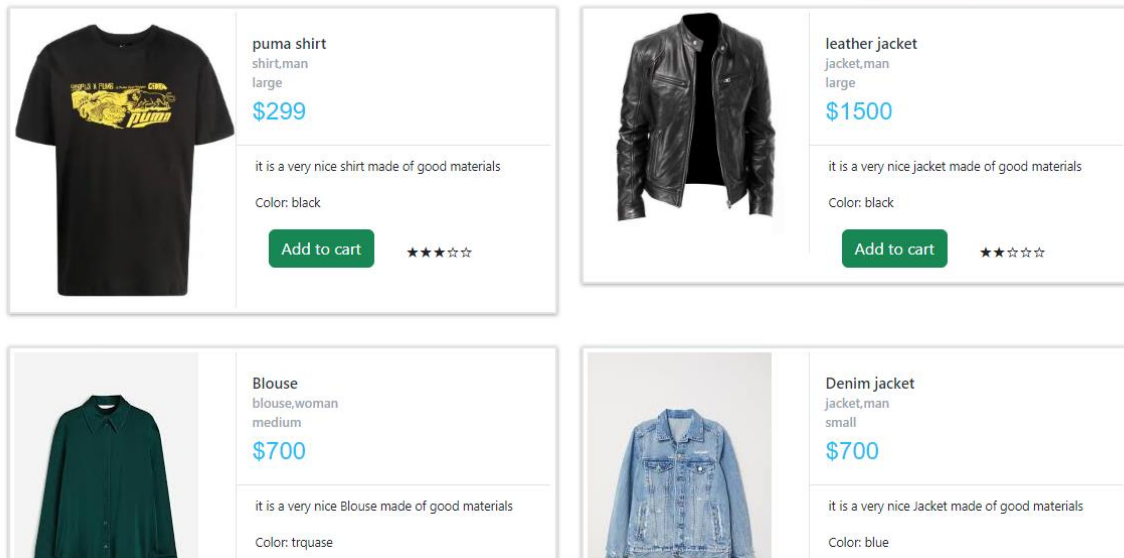 puma shirt
shirt,man
large
$299
it is a very nice shirt made of good materials
Color: black
Add to cart
★★★☆☆
puma
leather jacket
jacket,man
large
$1500
it is a very nice jacket made of good materials
Color: black
Add to cart
★★☆☆☆
Blouse
blouse,woman
medium
$700
it is a very nice Blouse made of good materials
Color: trquase
Denim jacket
jacket,man
small
$700
it is a very nice Jacket made of good materials
Color: blue